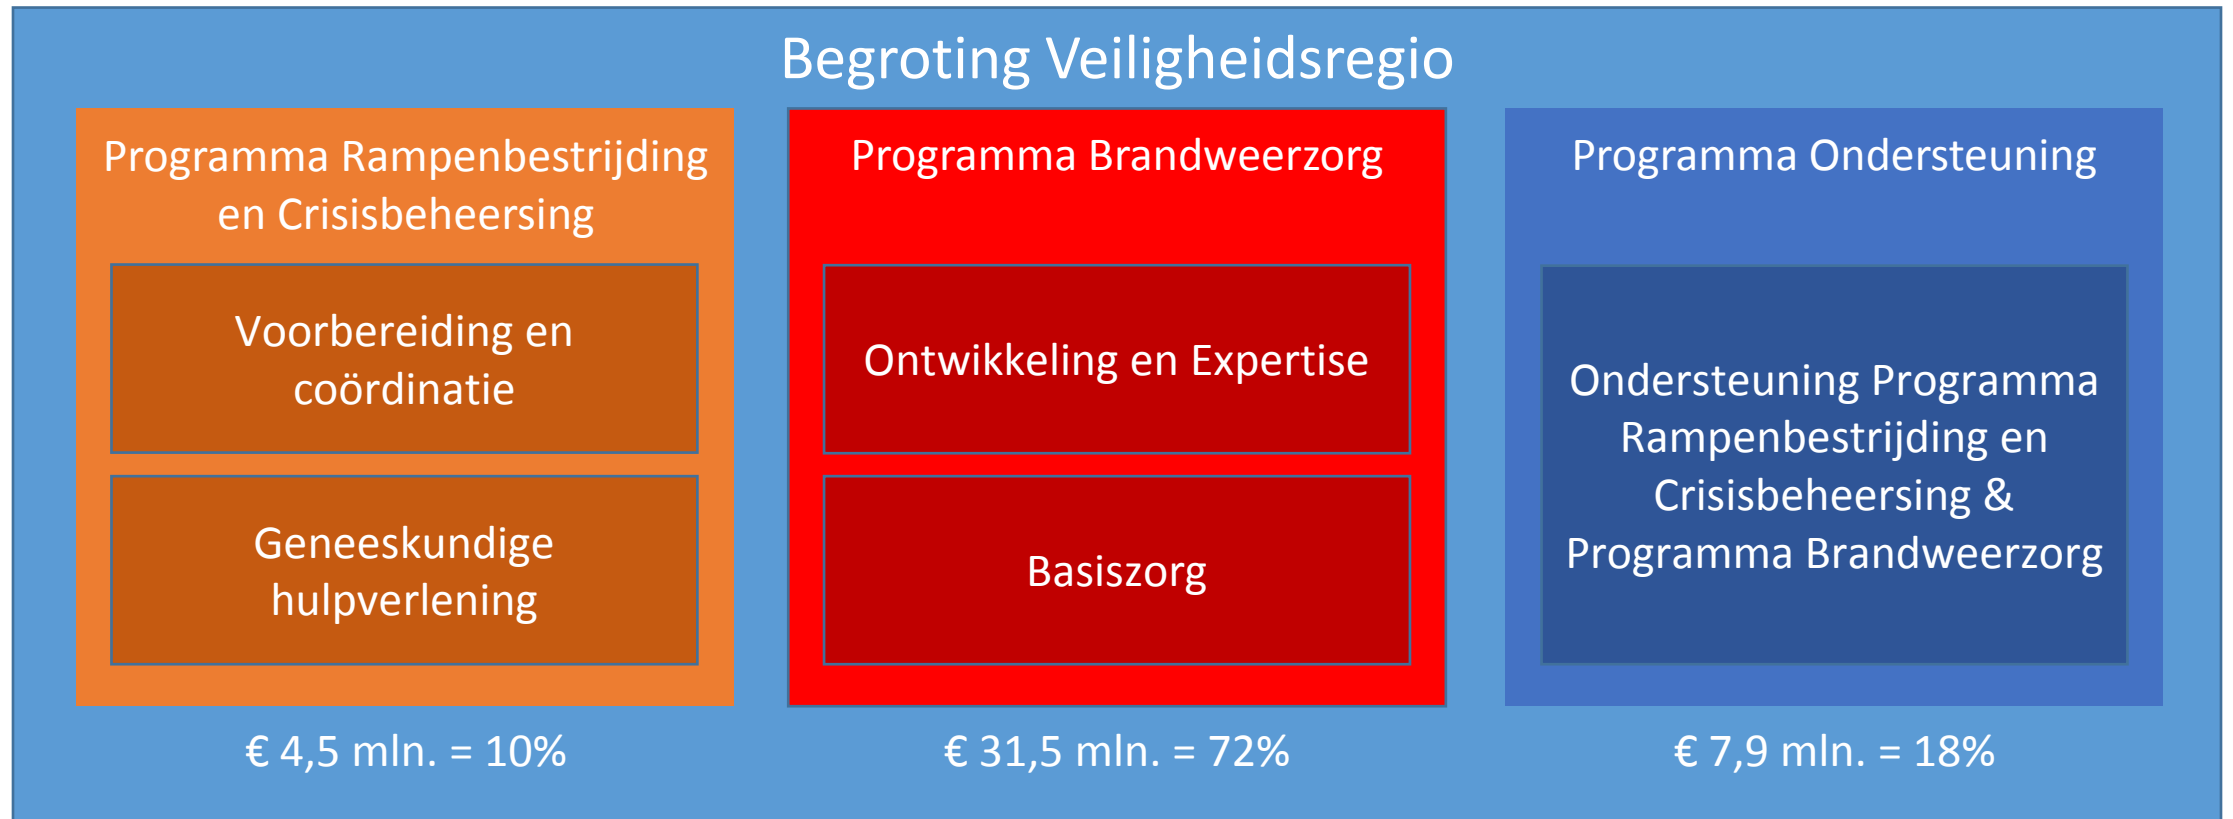 Begroting Veiligheidsregio
Programma Rampenbestrijding
en Crisisbeheersing
Voorbereiding en
coördinatie
Geneeskundige
hulpverlening
€ 4,5 mln. = 10%
Programma Brandweerzorg
Ontwikkeling en Expertise
Basiszorg
€ 31,5 mln. = 72%
Programma Ondersteuning
Ondersteuning Programma
Rampenbestrijding en
Crisisbeheersing &
Programma Brandweerzorg
€ 7,9 mln. = 18%